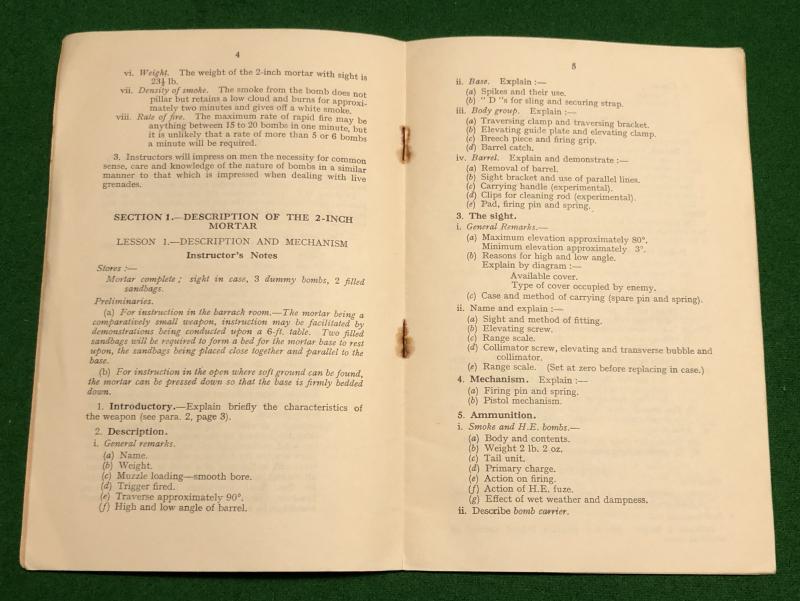 4
vi. Weight. The weight of the 2-inch mortar with sight is
23½ lb.
vii. Density of smoke. The smoke from the bomb does not
pillar but retains a low cloud and burns for approxi-
mately two minutes and gives off a white smoke.
viii. Rate of fire. The maximum rate of rapid fire may be
anything between 15 to 20 bombs in one minute, but
it is unlikely that a rate of more than 5 or 6 bombs
a minute will be required.
3. Instructors will impress on men the necessity for common
sense, care and knowledge of the nature of bombs in a similar
manner to that which is impressed when dealing with live
grenades.
SECTION 1.—DESCRIPTION OF THE 2-INCH
MORTAR
LESSON 1.—DESCRIPTION AND MECHANISM
Instructor's Notes
Stores :—
Mortar complete ; sight in case, 3 dummy bombs, 2 filled
sandbags.
Preliminaries.
(a) For instruction in the barrack room.—The mortar being a
comparatively small weapon, instruction may be facilitated by
demonstrations being conducted upon a 6-ft. table. Two filled
sandbags will be required to form a bed for the mortar base to rest
upon, the sandbags being placed close together and parallel to the
base.
(b) For instruction in the open where soft ground can be found,
the mortar can be pressed down so that the base is firmly bedded
down.
1. Introductory.—Explain briefly the characteristics of
the weapon (see para. 2, page 3).
2. Description.
i. General remarks.
(a) Name.
(b) Weight.
(c) Muzzle loading—smooth bore.
(d) Trigger fired.
(e) Traverse approximately 90°.
(f) High and low angle of barrel.
5
ii. Base. Explain :—
(a) Spikes and their use.
(b) " D "s for sling and securing strap.
iii. Body group. Explain :—
(a) Traversing clamp and traversing bracket.
(b) Elevating guide plate and elevating clamp.
(c) Breech piece and firing grip.
(d) Barrel catch.
iv. Barrel. Explain and demonstrate :—
(a) Removal of barrel.
(b) Sight bracket and use of parallel lines.
(c) Carrying handle (experimental).
(d) Clips for cleaning rod (experimental).
(e) Pad, firing pin and spring.
3. The sight.
i. General Remarks.—
(a) Maximum elevation approximately 80°.
Minimum elevation approximately 3°.
(b) Reasons for high and low angle.
Explain by diagram :—
Available cover.
Type of cover occupied by enemy.
(c) Case and method of carrying (spare pin and spring).
ii. Name and explain :—
(a) Sight and method of fitting.
(b) Elevating screw.
(c) Range scale.
(d) Collimator screw, elevating and transverse bubble and
collimator.
(e) Range scale. (Set at zero before replacing in case.)
4. Mechanism. Explain :—
(a) Firing pin and spring.
(b) Pistol mechanism.
5. Ammunition.
i. Smoke and H.E. bombs.—
(a) Body and contents.
(b) Weight 2 lb. 2 oz.
(c) Tail unit.
(d) Primary charge.
(e) Action on firing.
(f) Action of H.E. fuze.
(g) Effect of wet weather and dampness.
ii. Describe bomb carrier.